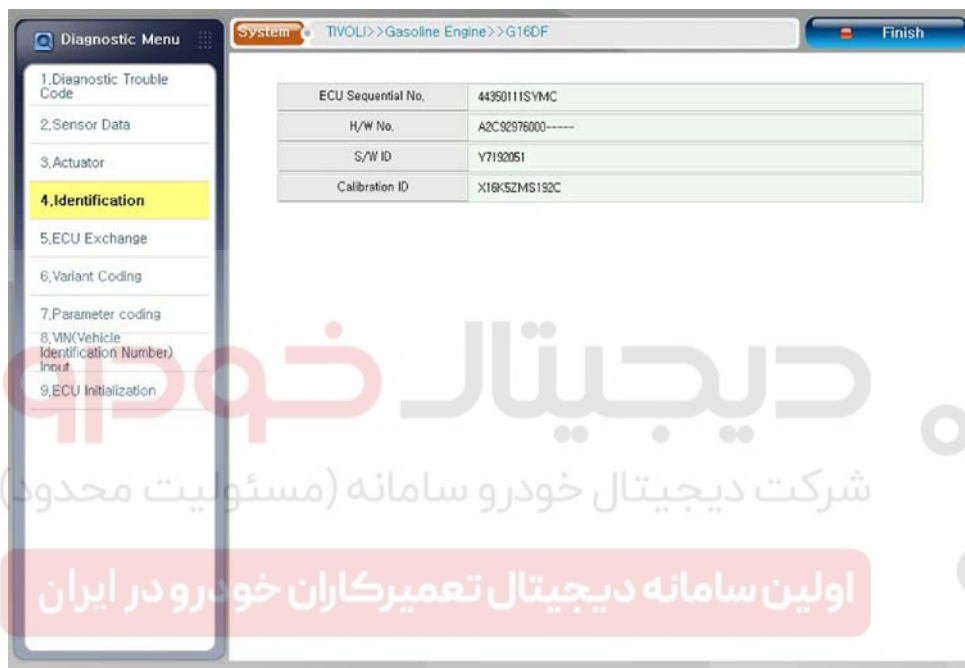 Diagnostic Menu
System
TIVOLI>>Gasoline Engine>>G16DF
Finish
1,Diagnostic Trouble
Code
2,Sensor Data
3,Actuator
4,Identification
5,ECU Exchange
6,Variant Coding
7,Parameter coding
8,VIN(Vehicle
Identification Number)
Input
9,ECU Initialization
ECU Sequential No,
44350111SYMC
H/W No,
A2C92976000-----
S/W ID
Y7192051
Calibration ID
X16K5ZMS192C
دیجیتال خودرو
شرکت دیجیتال خودرو سامانه (مسئولیت محدود)
اولین سامانه دیجیتال تعمیرکاران خودرو در ایران